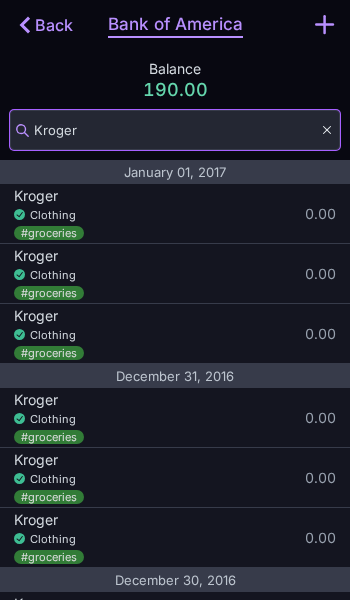 Back
Bank of America
Balance
190.00
Kroger
January 01, 2017
Kroger
0.00
Clothing
#groceries
Kroger
0.00
Clothing
#groceries
Kroger
0.00
Clothing
#groceries
December 31, 2016
Kroger
0.00
Clothing
#groceries
Kroger
0.00
Clothing
#groceries
Kroger
0.00
Clothing
#groceries
December 30, 2016